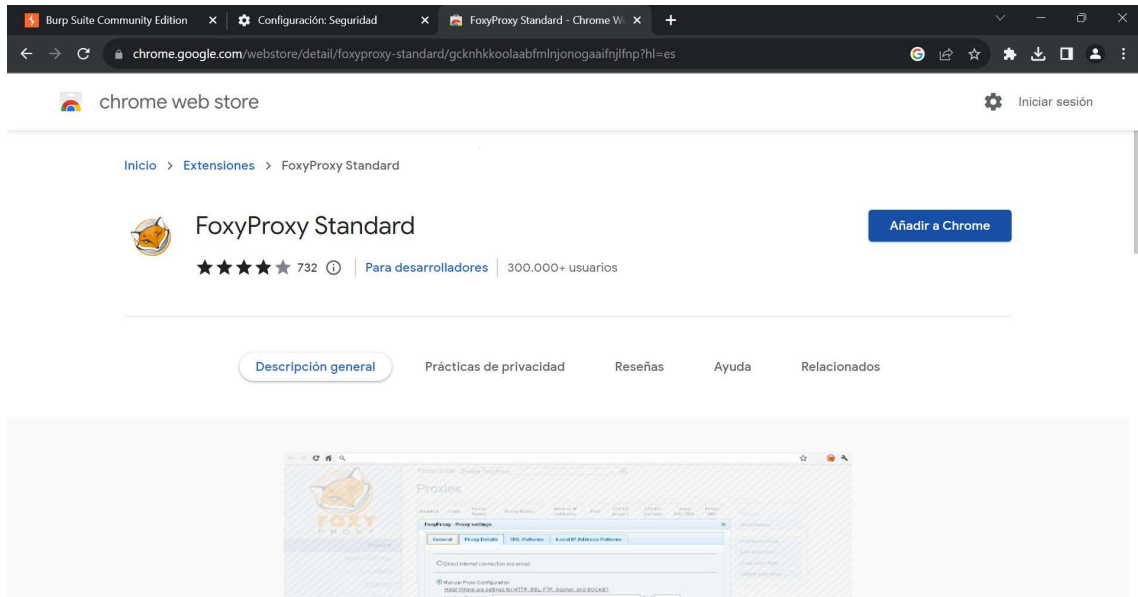 Burp Suite Community Edition
Configuración: Seguridad
FoxyProxy Standard - Chrome W
chrome.google.com/webstore/detail/foxyproxy-standard/gcknhkkoolaabfmlnjonogaaifnjlfnp?hl=es
chrome web store
Iniciar sesión
Inicio > Extensiones > FoxyProxy Standard
FoxyProxy Standard
Añadir a Chrome
732 Para desarrolladores 300.000+ usuarios
Descripción general Prácticas de privacidad Reseñas Ayuda Relacionados
Proxies
FOXY
PROXY
FoxyProxy - Proxy settings
General Proxy Details URL Patterns Local IP Address Patterns
Direct internet connection (no proxy)
Manual Proxy Configuration